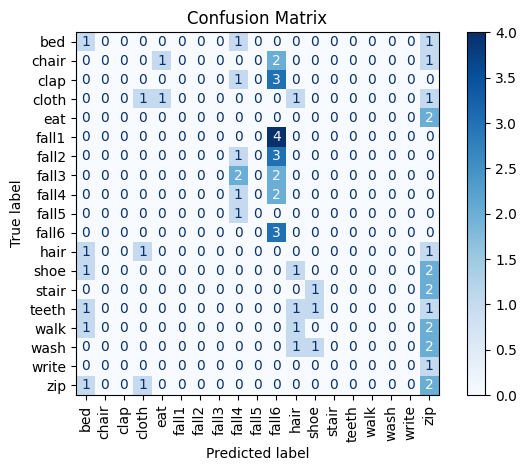 Confusion Matrix
True label
bed 1 0 0 0 0 0 0 0 1 0 0 0 0 0 0 0 0 0 1
chair 0 0 0 0 1 0 0 0 0 0 2 0 0 0 0 0 0 0 1
clap 0 0 0 0 0 0 0 0 1 0 3 0 0 0 0 0 0 0 0
cloth 0 0 0 1 1 0 0 0 0 0 0 1 0 0 0 0 0 0 1
eat 0 0 0 0 0 0 0 0 0 0 0 0 0 0 0 0 0 0 2
fall1 0 0 0 0 0 0 0 0 0 0 4 0 0 0 0 0 0 0 0
fall2 0 0 0 0 0 0 0 0 1 0 3 0 0 0 0 0 0 0 0
fall3 0 0 0 0 0 0 0 0 2 0 2 0 0 0 0 0 0 0 0
fall4 0 0 0 0 0 0 0 0 1 0 2 0 0 0 0 0 0 0 0
fall5 0 0 0 0 0 0 0 0 1 0 0 0 0 0 0 0 0 0 0
fall6 0 0 0 0 0 0 0 0 0 0 3 0 0 0 0 0 0 0 0
hair 1 0 0 1 0 0 0 0 0 0 0 0 0 0 0 0 0 0 1
shoe 1 0 0 0 0 0 0 0 0 0 0 1 0 0 0 0 0 0 2
stair 0 0 0 0 0 0 0 0 0 0 0 0 1 0 0 0 0 0 2
teeth 1 0 0 0 0 0 0 0 0 0 0 1 1 0 0 0 0 0 1
walk 1 0 0 0 0 0 0 0 0 0 0 1 0 0 0 0 0 0 2
wash 0 0 0 0 0 0 0 0 0 0 0 1 1 0 0 0 0 0 2
write 0 0 0 0 0 0 0 0 0 0 0 0 0 0 0 0 0 0 1
zip 1 0 0 1 0 0 0 0 0 0 0 0 0 0 0 0 0 0 2
bed chair clap cloth eat fall1 fall2 fall3 fall4 fall5 fall6 hair shoe stair teeth walk wash write zip
Predicted label
4.0
3.5
3.0
2.5
2.0
1.5
1.0
0.5
0.0